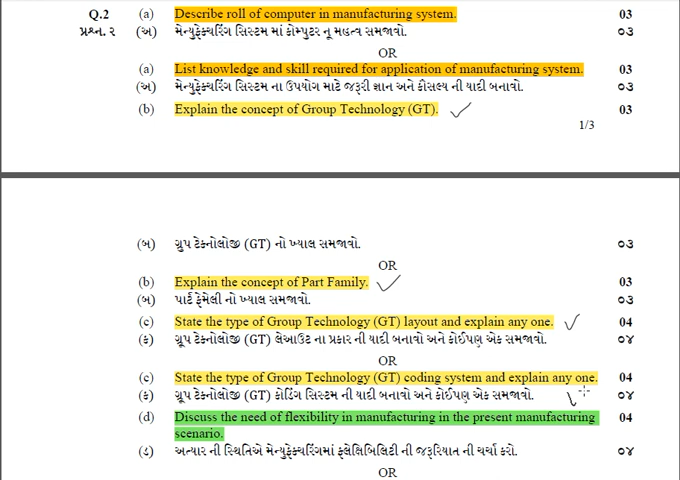 Q.2 (a) Describe roll of computer in manufacturing system. 03
પ્રશ્ન. ૨ (અ) મેન્યુફેક્ચરિંગ સિસ્ટમ માં કોમ્પુટર નૂ મહત્વ સમજાવો. ૦૩
OR
(a) List knowledge and skill required for application of manufacturing system. 03
(અ) મેન્યુફેક્ચરિંગ સિસ્ટમ ના ઉપયોગ માટે જરૂરી જ્ઞાન અને કૌસલ્ય ની યાદી બનાવો. ૦૩
(b) Explain the concept of Group Technology (GT). 03
1/3
(બ) ગ્રુપ ટેક્નોલોજી (GT) નો ખ્યાલ સમજાવો. ૦૩
OR
(b) Explain the concept of Part Family. 03
(બ) પાર્ટ ફેમેલી નો ખ્યાલ સમજાવો. ૦૩
(c) State the type of Group Technology (GT) layout and explain any one. 04
(ક) ગ્રૂપ ટેક્નોલોજી (GT) લેઆઉટ ના પ્રકાર ની યાદી બનાવો અને કોઈપણ એક સમજાવો. ૦૪
OR
(c) State the type of Group Technology (GT) coding system and explain any one. 04
(ક) ગ્રૂપ ટેક્નોલોજી (GT) કોડિંગ સિસ્ટમ ની યાદી બનાવો અને કોઈપણ એક સમજાવો. ૦૪
(d) Discuss the need of flexibility in manufacturing in the present manufacturing 04
scenario.
(ડ) અત્યાર ની સ્થિતિએ મેન્યુફેક્ચરિંગમાં ફ્લેક્ષિબિલિટી ની જરૂરિયાત ની ચર્ચા કરો. ૦૪
OR